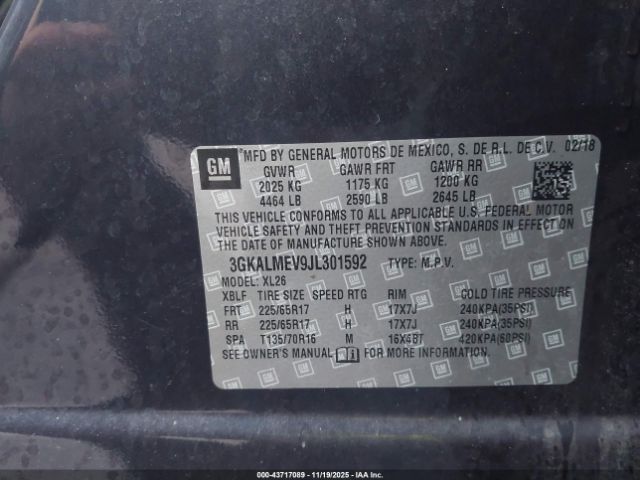 GM
*MFD BY GENERAL MOTORS DE MEXICO, S. DE R.L. DE C.V. 02/18
GVWR GAWR FRT GAWR RR
2025 KG 1175 KG 1200 KG
4464 LB 2590 LB 2645 LB
THIS VEHICLE CONFORMS TO ALL APPLICABLE U.S. FEDERAL MOTOR
VEHICLE SAFETY AND THEFT PREVENTION STANDARDS IN EFFECT
ON THE DATE OF MANUFACTURE SHOWN ABOVE.
3GKALMEV9JL301592 TYPE: M.P.V.
MODEL: XL26
XBLF TIRE SIZE SPEED RTG RIM COLD TIRE PRESSURE
FRT 225/65R17 H 17X7J 240KPA(35PSI)
RR 225/65R17 H 17X7J 240KPA(35PSI)
SPA T135/70R16 M 16X4BT 420KPA(60PSI)
SEE OWNER'S MANUAL FOR MORE INFORMATION
IAA-43717089 | 11/19/2025 | ©IAA, INC.